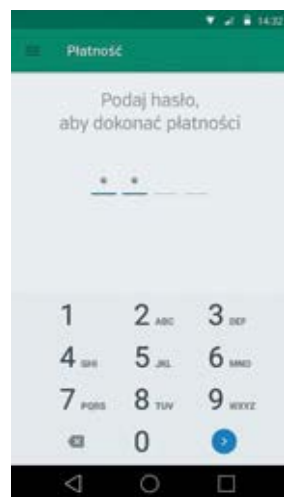 14:32
Płatność
Podaj hasło,
aby dokonać płatności
* *
1 2 ABC 3 DEF
4 GHI 5 JKL 6 MNO
7 PQRS 8 TUV 9 WXYZ
0